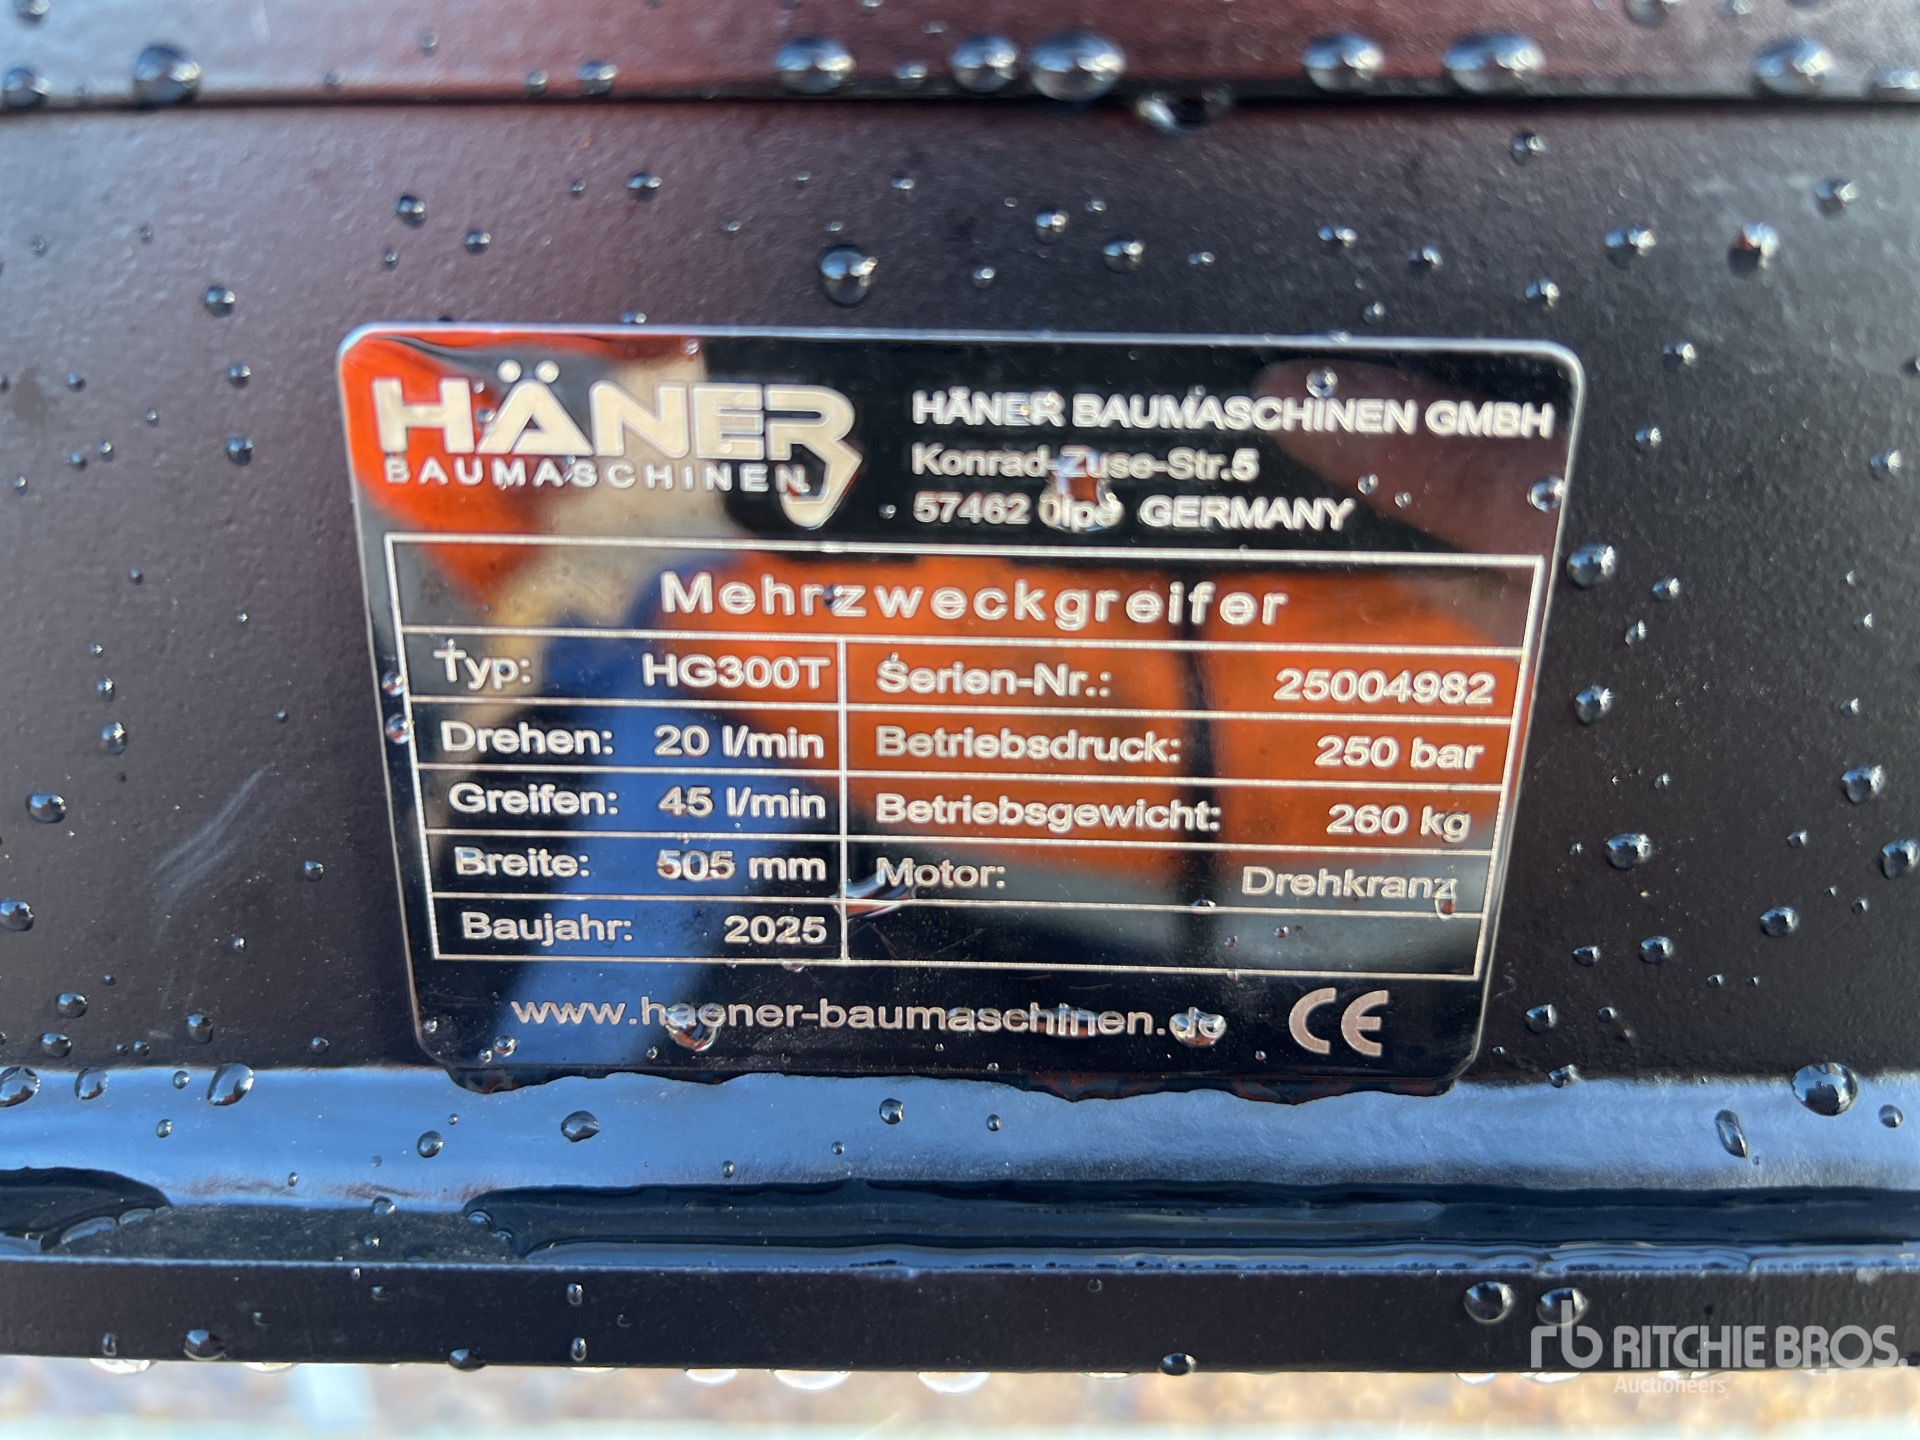 HÄNER
BAUMASCHINEN
HÄNER BAUMASCHINEN GMBH
Konrad-Zuse-Str.5
57462 Olpe GERMANY
Mehrzweckgreifer
Typ: HG300T
Serien-Nr.: 25004982
Drehen: 20 l/min
Betriebsdruck: 250 bar
Greifen: 45 l/min
Betriebsgewicht: 260 kg
Breite: 505 mm
Motor: Drehkranz
Baujahr: 2025
www.haener-baumaschinen.de
CE
rb RITCHIE BROS.
Auctioneers